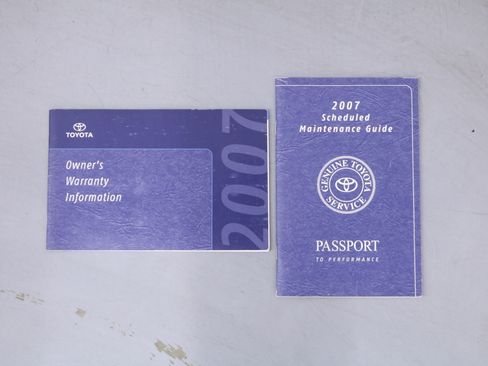 TOYOTA
Owner's
Warranty
Information
2007
2007
Scheduled
Maintenance Guide
GENUINE TOYOTA
SERVICE
PASSPORT
TO PERFORMANCE